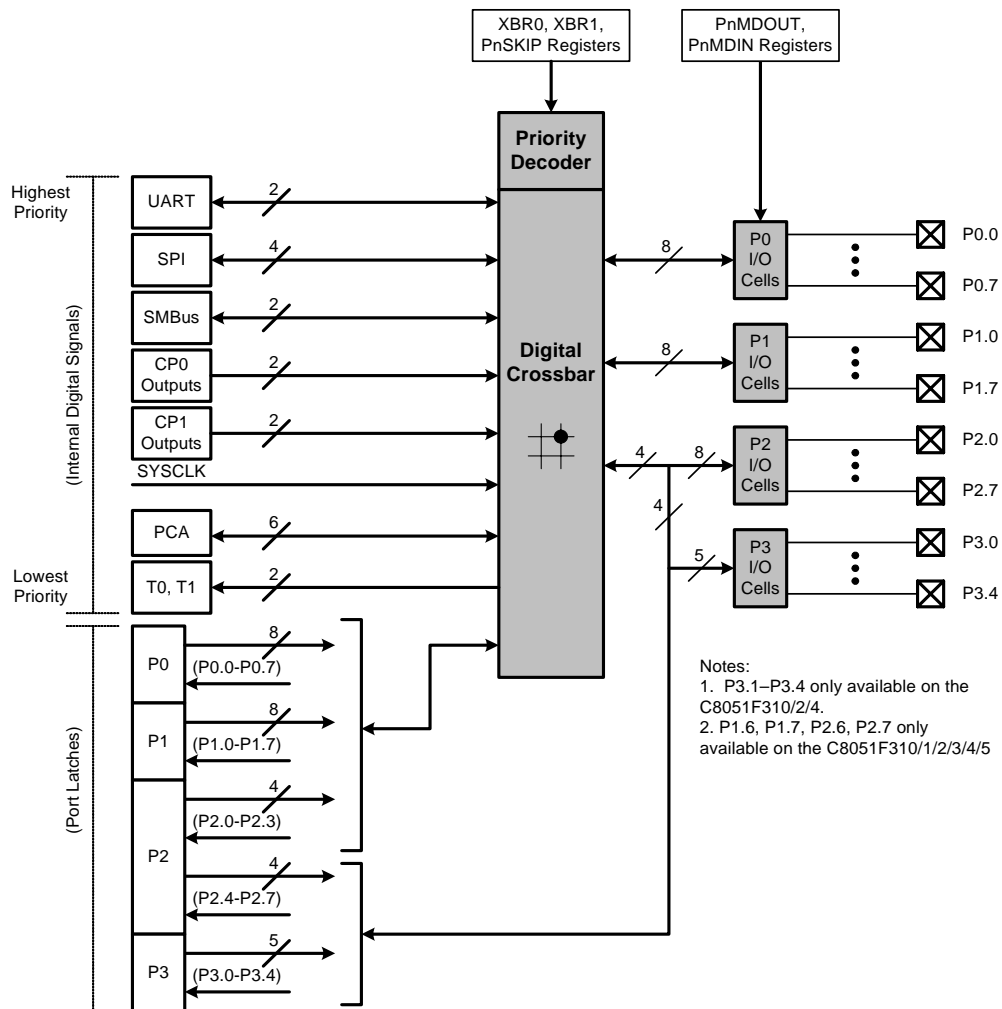 XBR0, XBR1,
PnSKIP Registers
PnMDOUT,
PnMDIN Registers
Priority
Decoder
Highest
Priority
UART
2
SPI
4
SMBus
2
CP0
Outputs
2
CP1
Outputs
2
SYSCLK
PCA
6
T0, T1
2
Lowest
Priority
(Internal Digital Signals)
Digital
Crossbar
8
P0
I/O
Cells
P0.0
P0.7
8
P1
I/O
Cells
P1.0
P1.7
4
8
P2
I/O
Cells
P2.0
P2.7
4
5
P3
I/O
Cells
P3.0
P3.4
(Port Latches)
P0
8
(P0.0-P0.7)
P1
8
(P1.0-P1.7)
P2
4
(P2.0-P2.3)
4
(P2.4-P2.7)
P3
5
(P3.0-P3.4)
Notes:
1. P3.1–P3.4 only available on the
C8051F310/2/4.
2. P1.6, P1.7, P2.6, P2.7 only
available on the C8051F310/1/2/3/4/5